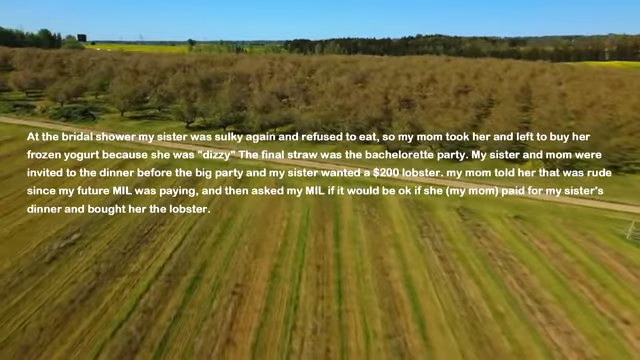 At the bridal shower my sister was sulky again and refused to eat, so my mom took her and left to buy her
frozen yogurt because she was "dizzy" The final straw was the bachelorette party. My sister and mom were
invited to the dinner before the big party and my sister wanted a $200 lobster. my mom told her that was rude
since my future MIL was paying, and then asked my MIL if it would be ok if she (my mom) paid for my sister's
dinner and bought her the lobster.